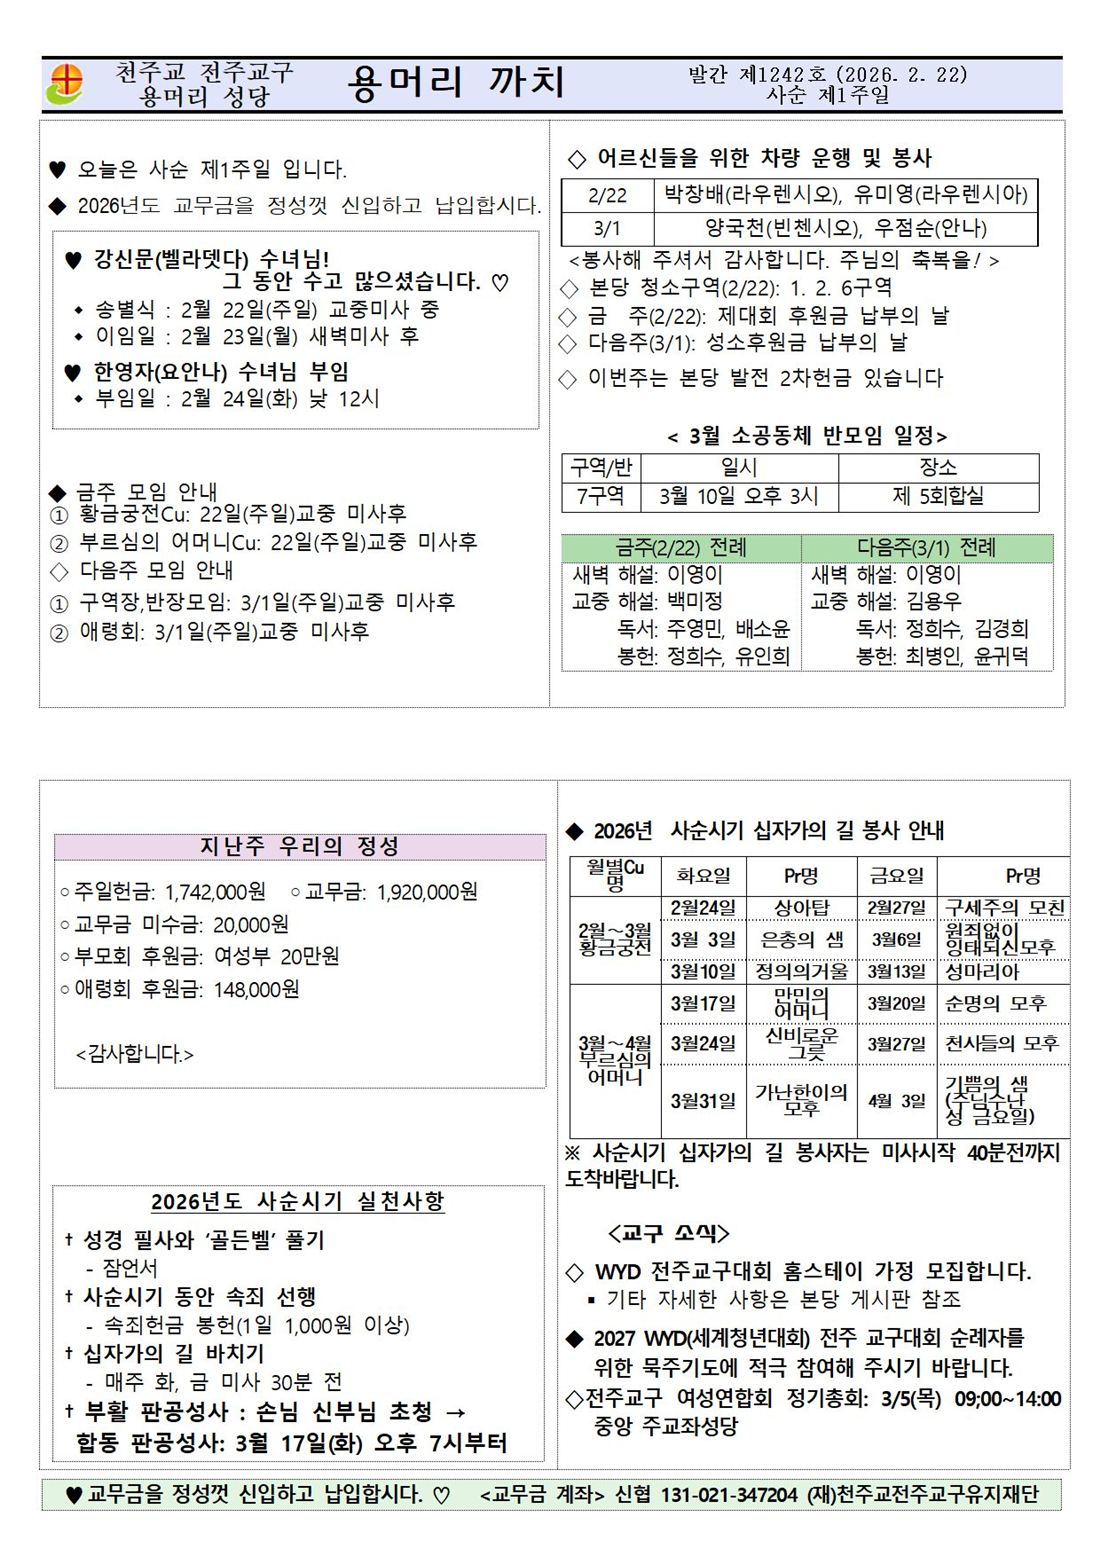 천주교 전주교구
용머리 성당
용머리 까치
발간 제1242호 (2026. 2. 22)
사순 제1주일
♥ 오늘은 사순 제1주일 입니다.
◆ 2026년도 교무금을 정성껏 신입하고 납입합시다.
♥ 강신문(벨라뎃다) 수녀님!
그 동안 수고 많으셨습니다. ♡
◆ 송별식 : 2월 22일(주일) 교중미사 중
◆ 이임일 : 2월 23일(월) 새벽미사 후
♥ 한영자(요안나) 수녀님 부임
◆ 부임일 : 2월 24일(화) 낮 12시
◆ 금주 모임 안내
① 황금궁전Cu: 22일(주일)교중 미사후
② 부르심의 어머니Cu: 22일(주일)교중 미사후
◇ 다음주 모임 안내
① 구역장,반장모임: 3/1일(주일)교중 미사후
② 애령회: 3/1일(주일)교중 미사후
◇ 어르신들을 위한 차량 운행 및 봉사
2/22 박창배(라우렌시오), 유미영(라우렌시아)
3/1 양국천(빈첸시오), 우점순(안나)
<봉사해 주셔서 감사합니다. 주님의 축복을! >
◇ 본당 청소구역(2/22): 1. 2. 6구역
◇ 금 주(2/22): 제대회 후원금 납부의 날
◇ 다음주(3/1): 성소후원금 납부의 날
◇ 이번주는 본당 발전 2차헌금 있습니다
< 3월 소공동체 반모임 일정>
구역/반 일시 장소
7구역 3월 10일 오후 3시 제 5회합실
금주(2/22) 전례 다음주(3/1) 전례
새벽 해설: 이영이 새벽 해설: 이영이
교중 해설: 백미정 교중 해설: 김용우
독서: 주영민, 배소윤 독서: 정희수, 김경희
봉헌: 정희수, 유인희 봉헌: 최병인, 윤귀덕
지난주 우리의 정성
○ 주일헌금: 1,742,000원 ○ 교무금: 1,920,000원
○ 교무금 미수금: 20,000원
○ 부모회 후원금: 여성부 20만원
○ 애령회 후원금: 148,000원
<감사합니다.>
2026년도 사순시기 실천사항
† 성경 필사와 ‘골든벨’ 풀기
- 잠언서
† 사순시기 동안 속죄 선행
- 속죄헌금 봉헌(1일 1,000원 이상)
† 십자가의 길 바치기
- 매주 화, 금 미사 30분 전
† 부활 판공성사 : 손님 신부님 초청 →
합동 판공성사: 3월 17일(화) 오후 7시부터
◆ 2026년 사순시기 십자가의 길 봉사 안내
월별Cu명 화요일 Pr명 금요일 Pr명
2월~3월 황금궁전 2월24일 상아탑 2월27일 구세주의 모친
3월 3일 은총의 샘 3월6일 원죄없이 잉태되신모후
3월10일 정의의거울 3월13일 성마리아
3월~4월 부르심의 어머니 3월17일 만민의 어머니 3월20일 순명의 모후
3월24일 신비로운 그릇 3월27일 천사들의 모후
3월31일 가난한이의 모후 4월 3일 기쁨의 샘 (주님수난 성 금요일)
※ 사순시기 십자가의 길 봉사자는 미사시작 40분전까지
도착바랍니다.
<교구 소식>
◇ WYD 전주교구대회 홈스테이 가정 모집합니다.
▪ 기타 자세한 사항은 본당 게시판 참조
◆ 2027 WYD(세계청년대회) 전주 교구대회 순례자를
위한 묵주기도에 적극 참여해 주시기 바랍니다.
◇전주교구 여성연합회 정기총회: 3/5(목) 09;00~14:00
중앙 주교좌성당
♥ 교무금을 정성껏 신입하고 납입합시다. ♡ <교무금 계좌> 신협 131-021-347204 (재)천주교전주교구유지재단